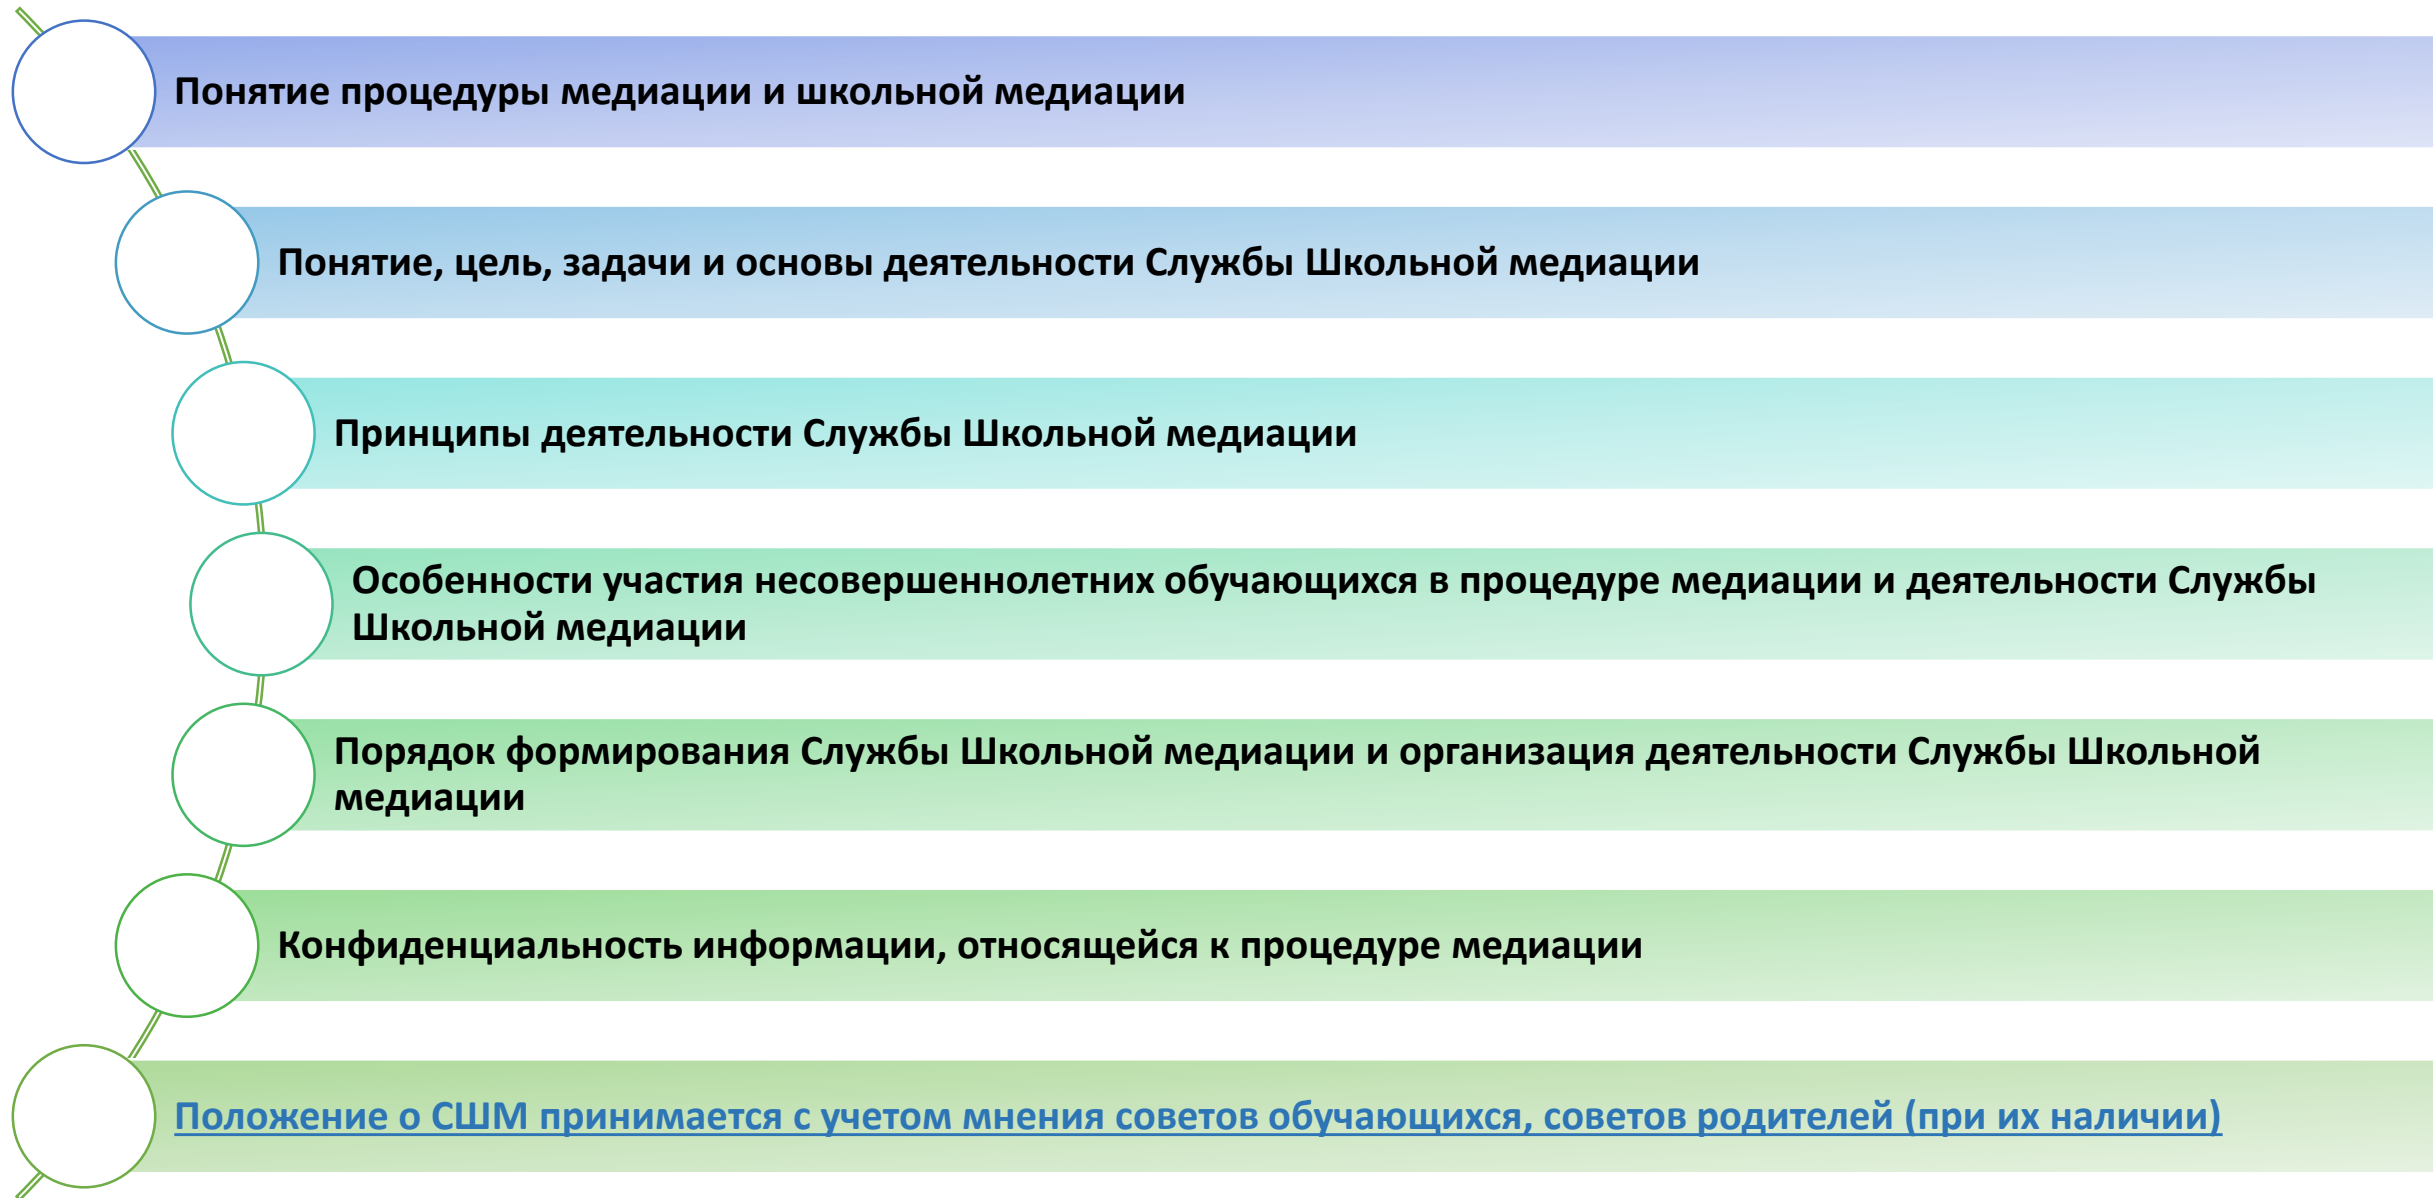 Понятие процедуры медиации и школьной медиации
Понятие, цель, задачи и основы деятельности Службы Школьной медиации
Принципы деятельности Службы Школьной медиации
Особенности участия несовершеннолетних обучающихся в процедуре медиации и деятельности Службы
Школьной медиации
Порядок формирования Службы Школьной медиации и организация деятельности Службы Школьной
медиации
Конфиденциальность информации, относящейся к процедуре медиации
Положение о СШМ принимается с учетом мнения советов обучающихся, советов родителей (при их наличии)